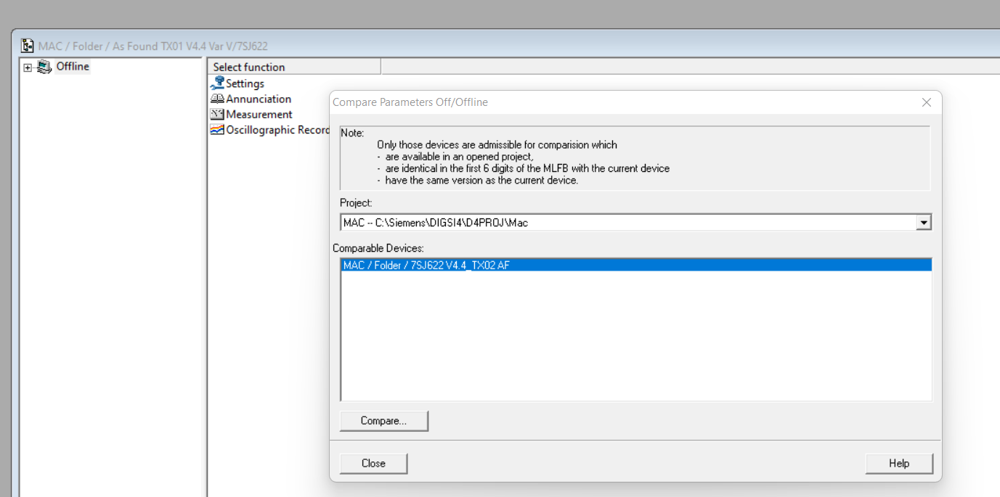 MAC / Folder / As Found TX01 V4.4 Var V/7SJ622
Offline
Select function
Settings
Annunciation
Measurement
Oscillographic Record
Compare Parameters Off/Offline
Note:
Only those devices are admissible for comparision which
- are available in an opened project,
- are identical in the first 6 digits of the MLFB with the current device
- have the same version as the current device.
Project:
MAC -- C:\Siemens\DIGSI4\D4PROJ\Mac
Comparable Devices:
MAC / Folder / 7SJ622 V4.4_TX02 AF
Compare...
Close
Help